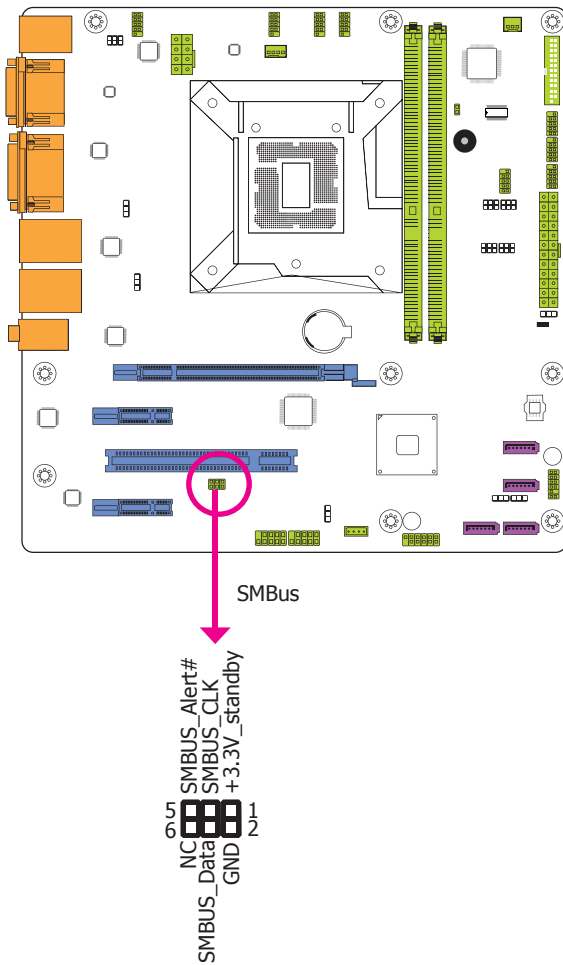 SMBus
SMBUS_Alert#
SMBUS_CLK
+3.3V_standby
5 1
6 2
NC
SMBUS_Data
GND